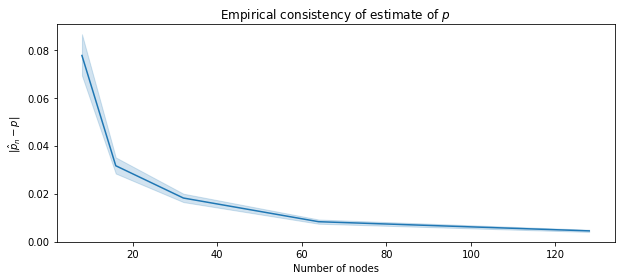 Empirical consistency of estimate of p
|p̂ₙ − p|
0.08
0.06
0.04
0.02
0.00
20 40 60 80 100 120
Number of nodes